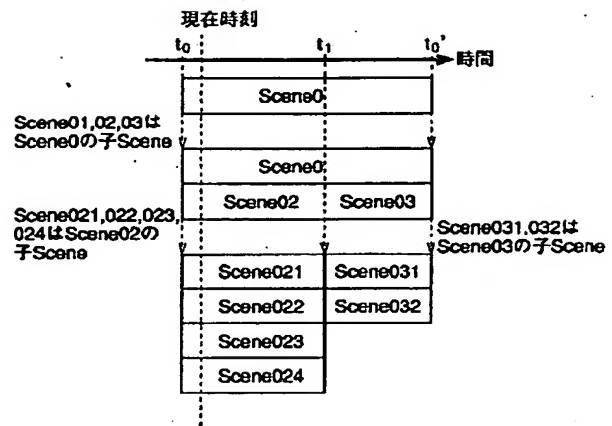 現在時刻
t₀ t₁ t₀'
時間
Scene0
Scene01,02,03は
Scene0の子Scene
Scene0
Scene02 Scene03
Scene021,022,023,
024はScene02の
子Scene
Scene031,032は
Scene03の子Scene
Scene021 Scene031
Scene022 Scene032
Scene023
Scene024